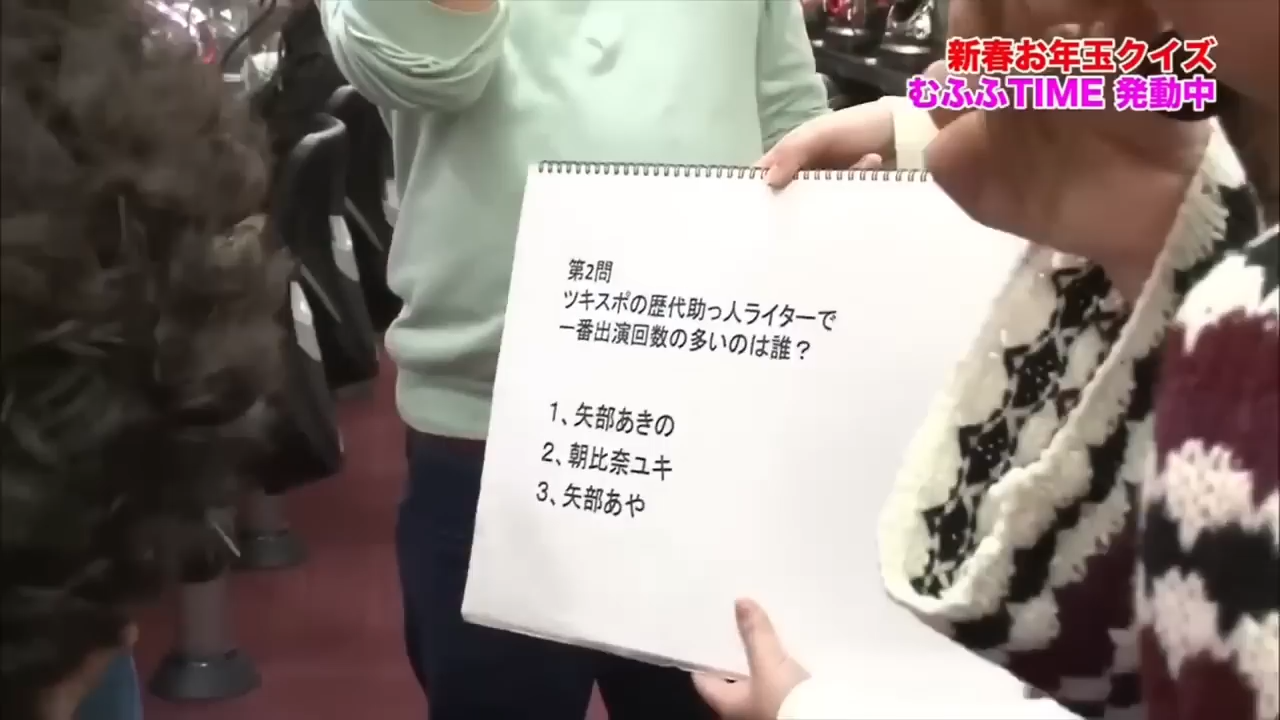 新春お年玉クイズ
むふふTIME 発動中
第2問
ツキスポの歴代助っ人ライターで
一番出演回数の多いのは誰？
1、矢部あきの
2、朝比奈ユキ
3、矢部あや